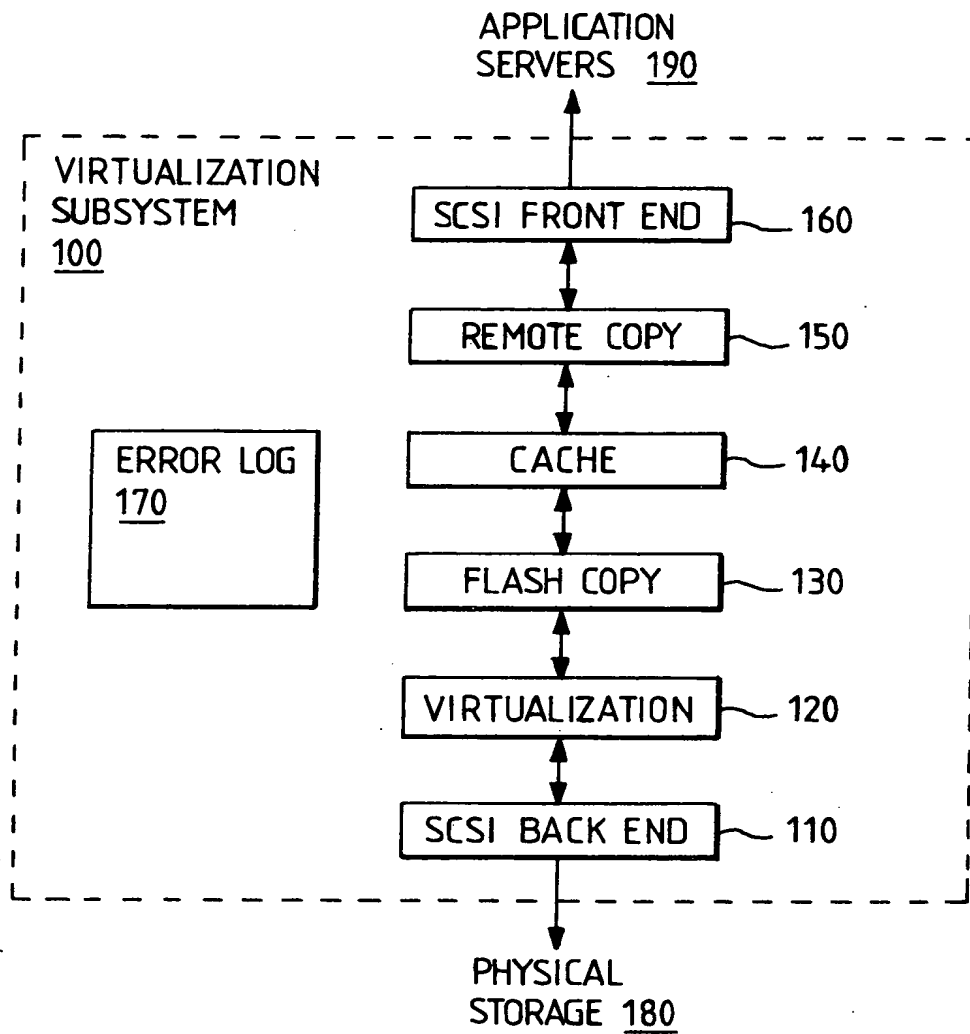 APPLICATION
SERVERS 190
VIRTUALIZATION
SUBSYSTEM
100
SCSI FRONT END
160
REMOTE COPY
150
ERROR LOG
170
CACHE
140
FLASH COPY
130
VIRTUALIZATION
120
SCSI BACK END
110
PHYSICAL
STORAGE 180